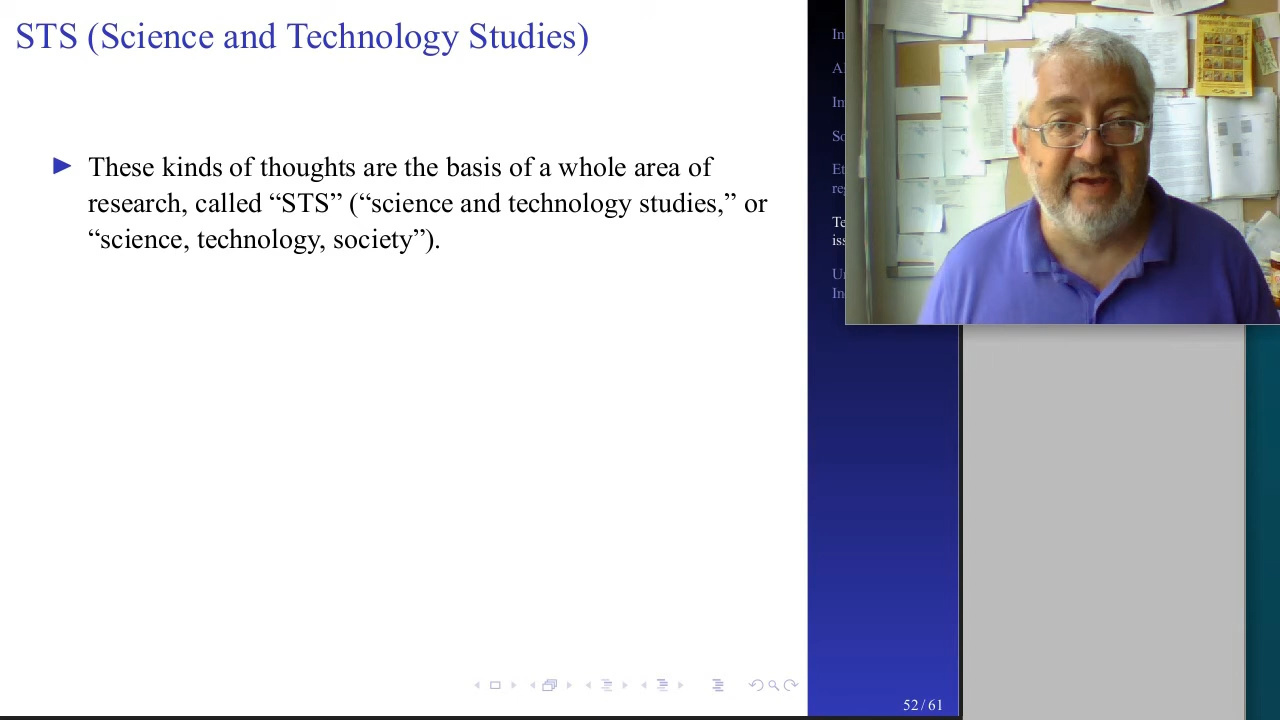 STS (Science and Technology Studies)
These kinds of thoughts are the basis of a whole area of
research, called “STS” (“science and technology studies,” or
“science, technology, society”).
52 / 61